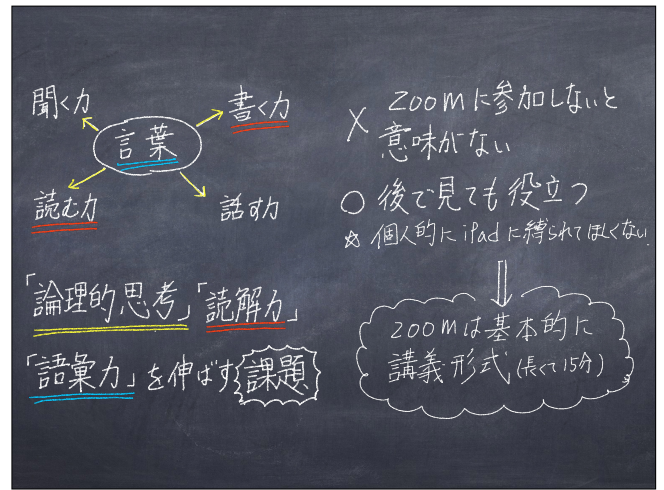 聞く力
書く力
言葉
読む力
話す力
「論理的思考」「読解力」
「語彙力」を伸ばす課題
× zoomに参加しないと
意味がない
○ 後で見ても役立つ
☆ 個人的にiPadに縛られてほしくない
zoomは基本的に
講義形式(長くて15分)